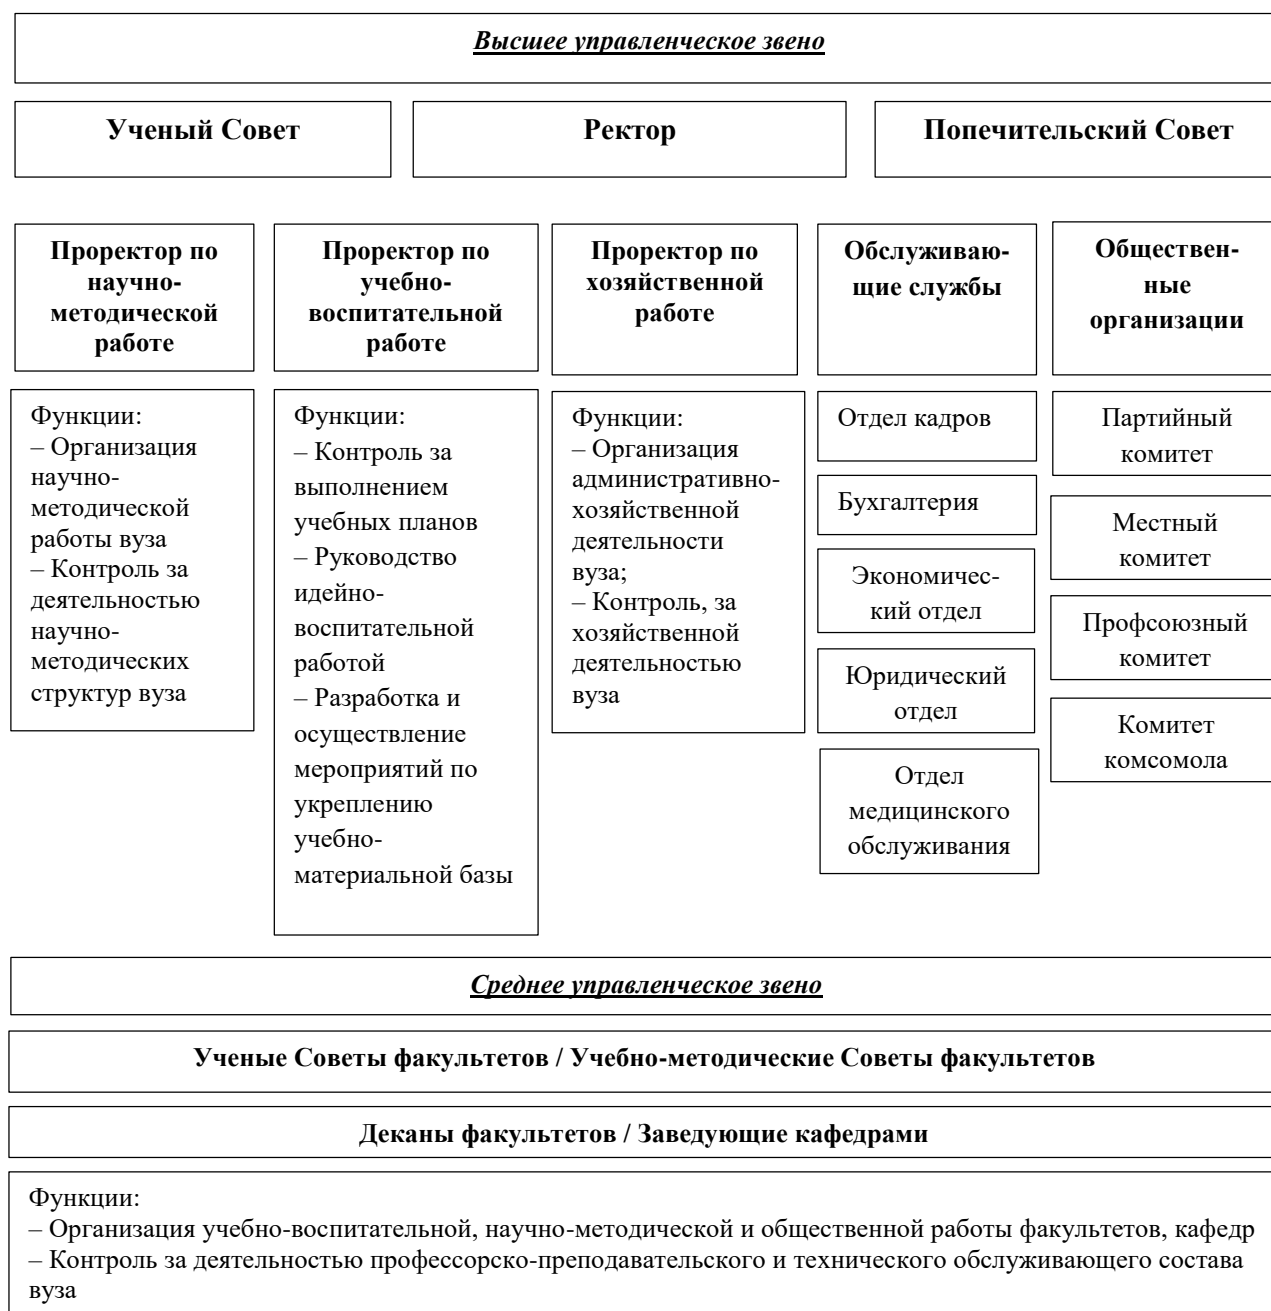 Высшее управленческое звено
Ученый Совет
Ректор
Попечительский Совет
Проректор по
научно-
методической
работе
Проректор по
учебно-
воспитательной
работе
Проректор по
хозяйственной
работе
Обслуживаю-
щие службы
Обществен-
ные
организации
Функции:
– Организация
научно-
методической
работы вуза
– Контроль за
деятельностью
научно-
методических
структур вуза
Функции:
– Контроль за
выполнением
учебных планов
– Руководство
идейно-
воспитательной
работой
– Разработка и
осуществление
мероприятий по
укреплению
учебно-
материальной базы
Функции:
– Организация
административно-
хозяйственной
деятельности
вуза;
– Контроль, за
хозяйственной
деятельностью
вуза
Отдел кадров
Бухгалтерия
Экономичес-
кий отдел
Юридический
отдел
Отдел
медицинского
обслуживания
Партийный
комитет
Местный
комитет
Профсоюзный
комитет
Комитет
комсомола
Среднее управленческое звено
Ученые Советы факультетов / Учебно-методические Советы факультетов
Деканы факультетов / Заведующие кафедрами
Функции:
– Организация учебно-воспитательной, научно-методической и общественной работы факультетов, кафедр
– Контроль за деятельностью профессорско-преподавательского и технического обслуживающего состава
вуза